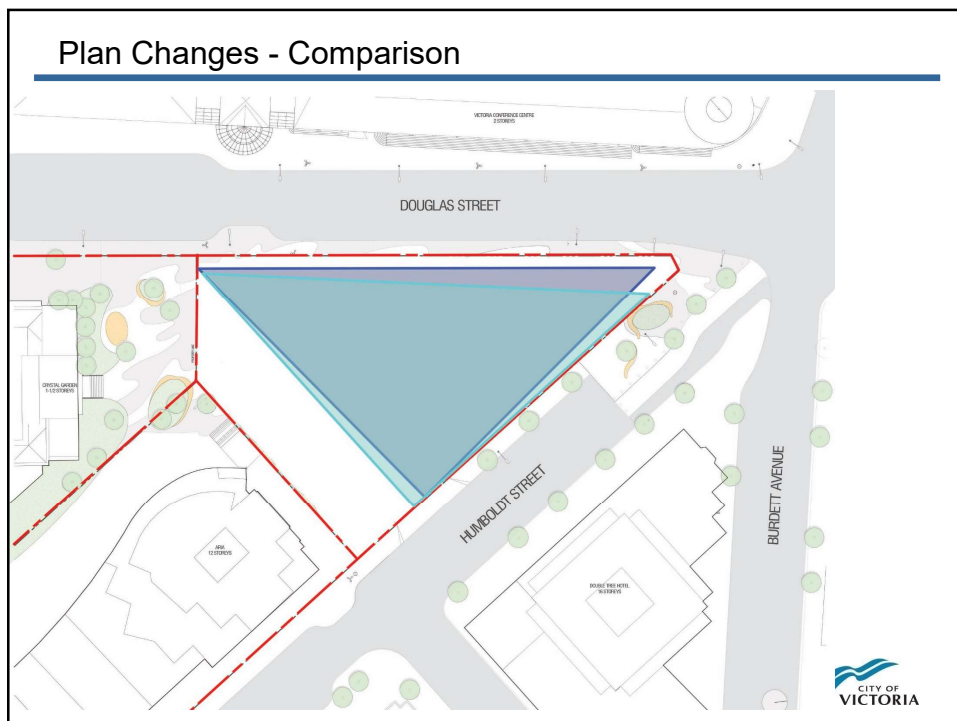 Plan Changes - Comparison
VICTORIA CONFERENCE CENTRE
2 STOREYS
DOUGLAS STREET
CRYSTAL GARDEN
1-1/2 STOREYS
HUMBOLDT STREET
BURDETT AVENUE
ARIA
12 STOREYS
DOUBLE TREE HOTEL
16 STOREYS
CITY OF
VICTORIA